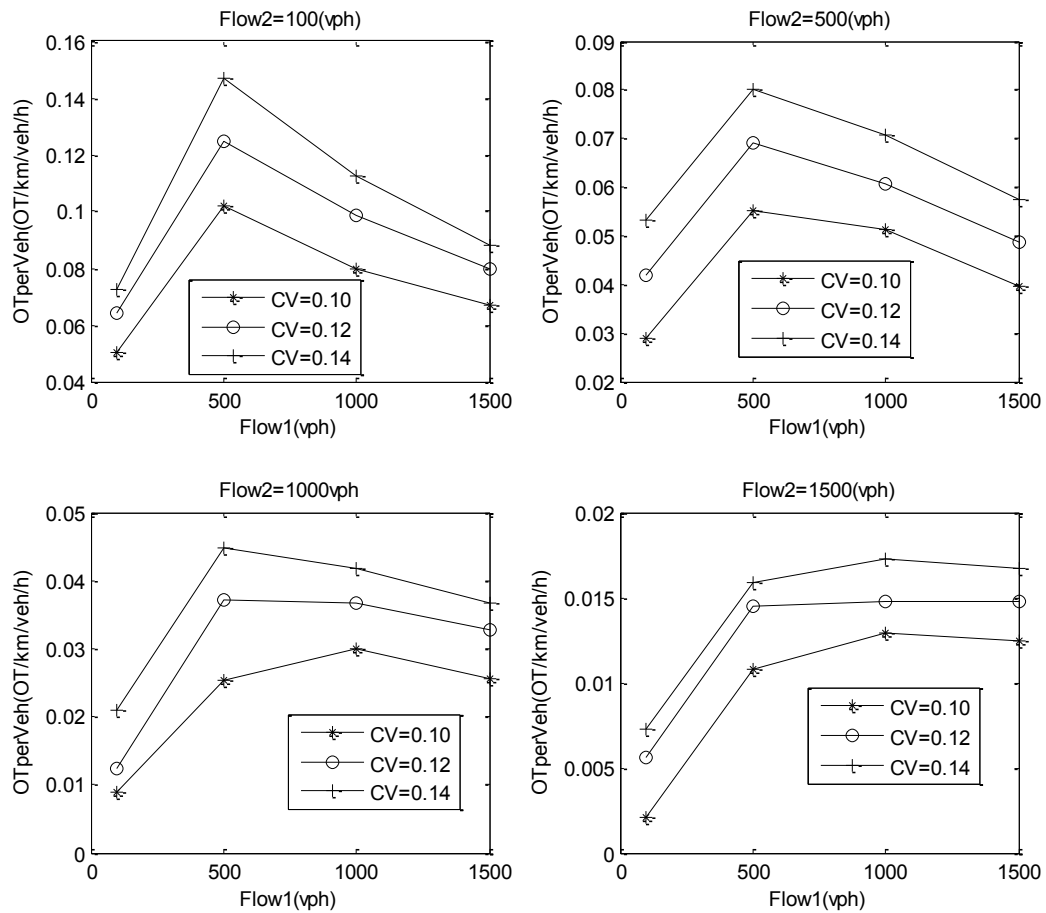 Flow2=100(vph)
OTperVeh(OT/km/veh/h)
0.16
0.14
0.12
0.1
0.08
0.06
0.04
CV=0.10
CV=0.12
CV=0.14
0 500 1000 1500
Flow1(vph)
Flow2=500(vph)
OTperVeh(OT/km/veh/h)
0.09
0.08
0.07
0.06
0.05
0.04
0.03
0.02
CV=0.10
CV=0.12
CV=0.14
0 500 1000 1500
Flow1(vph)
Flow2=1000vph
OTperVeh(OT/km/veh/h)
0.05
0.04
0.03
0.02
0.01
0
CV=0.10
CV=0.12
CV=0.14
0 500 1000 1500
Flow1(vph)
Flow2=1500(vph)
OTperVeh(OT/km/veh/h)
0.02
0.015
0.01
0.005
0
CV=0.10
CV=0.12
CV=0.14
0 500 1000 1500
Flow1(vph)